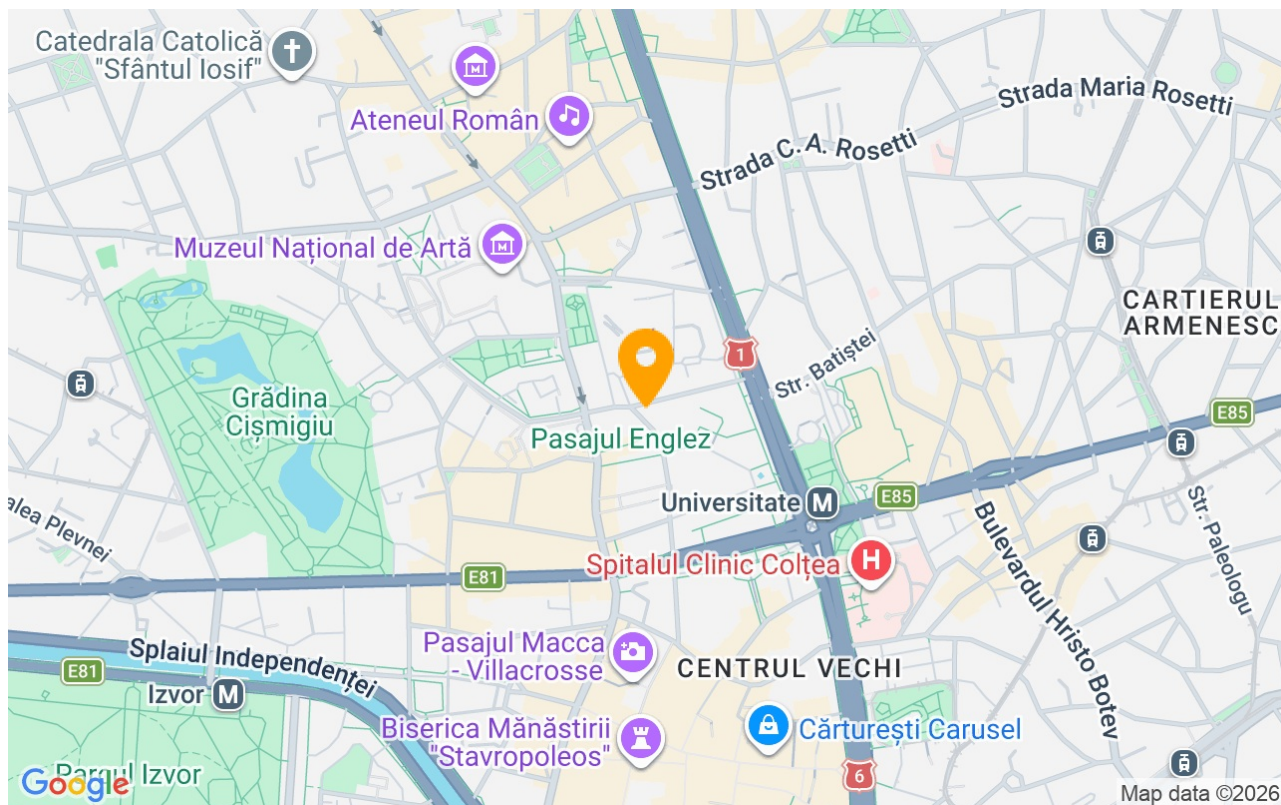 Catedrala Catolică
"Sfântul Iosif"
Ateneul Român
Strada Maria Rosetti
Strada C. A. Rosetti
Muzeul Național de Artă
CARTIERUL
ARMENESC
1
Str. Batiștei
Grădina
Cișmigiu
E85
Pasajul Englez
Universitate
M
E85
alea Plevnei
Str. Paleologu
Bulevardul Hristo Botev
Spitalul Clinic Colțea
H
E81
Splaiul Independenței
Pasajul Macca
- Villacrosse
CENTRUL VECHI
E81
Izvor
M
Biserica Mănăstirii
"Stavropoleos"
Cărturești Carusel
Parcul Izvor
Google
6
Map data ©2026